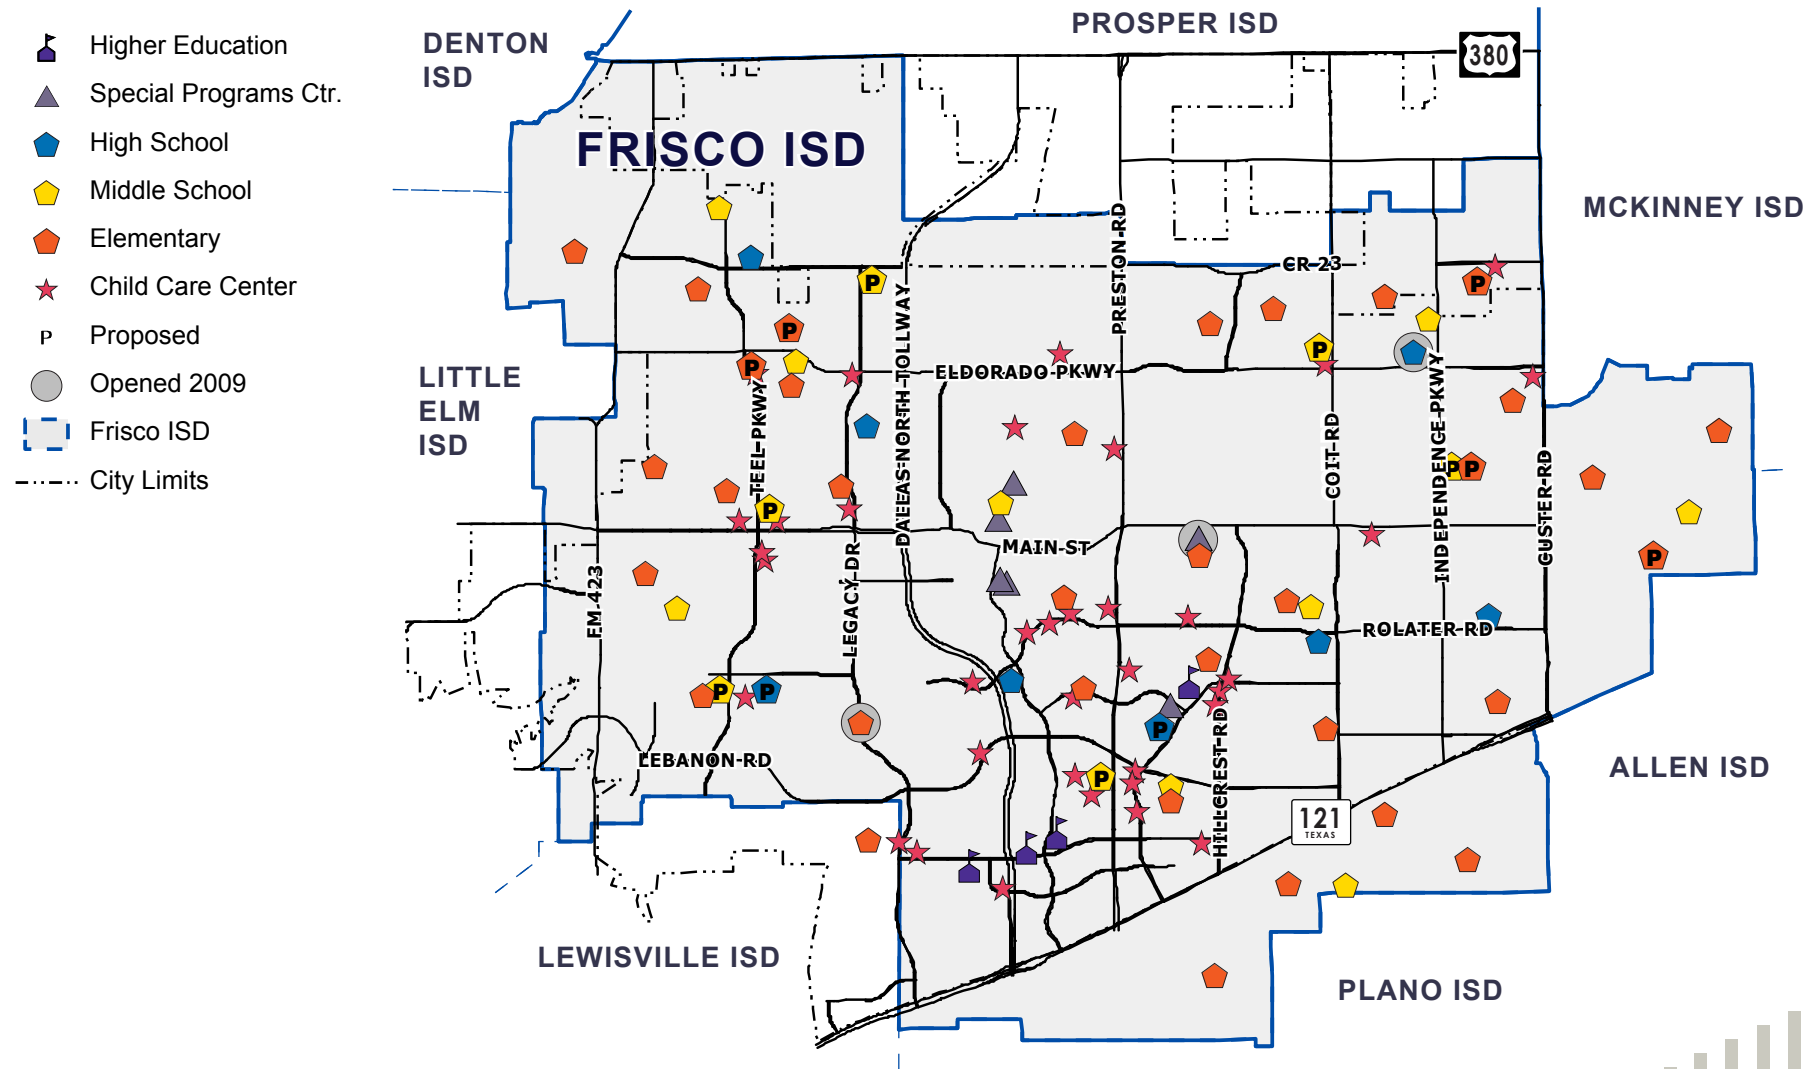 Higher Education
Special Programs Ctr.
High School
Middle School
Elementary
Child Care Center
P Proposed
Opened 2009
Frisco ISD
City Limits
DENTON
ISD
PROSPER ISD
380
FRISCO ISD
MCKINNEY ISD
PRESTON RD
CR 23
P
P
P
P
P
LITTLE
ELM
ISD
ELDORADO PKWY
DALLAS NORTH TOLLWAY
TEEL PKWY
COIT RD
INDEPENDENCE PKWY
CUSTER RD
P
P
P
MAIN ST
P
LEGACY DR
FM 423
ROLATER RD
P
P
P
HILLCREST RD
LEBANON RD
P
ALLEN ISD
121
TEXAS
LEWISVILLE ISD
PLANO ISD